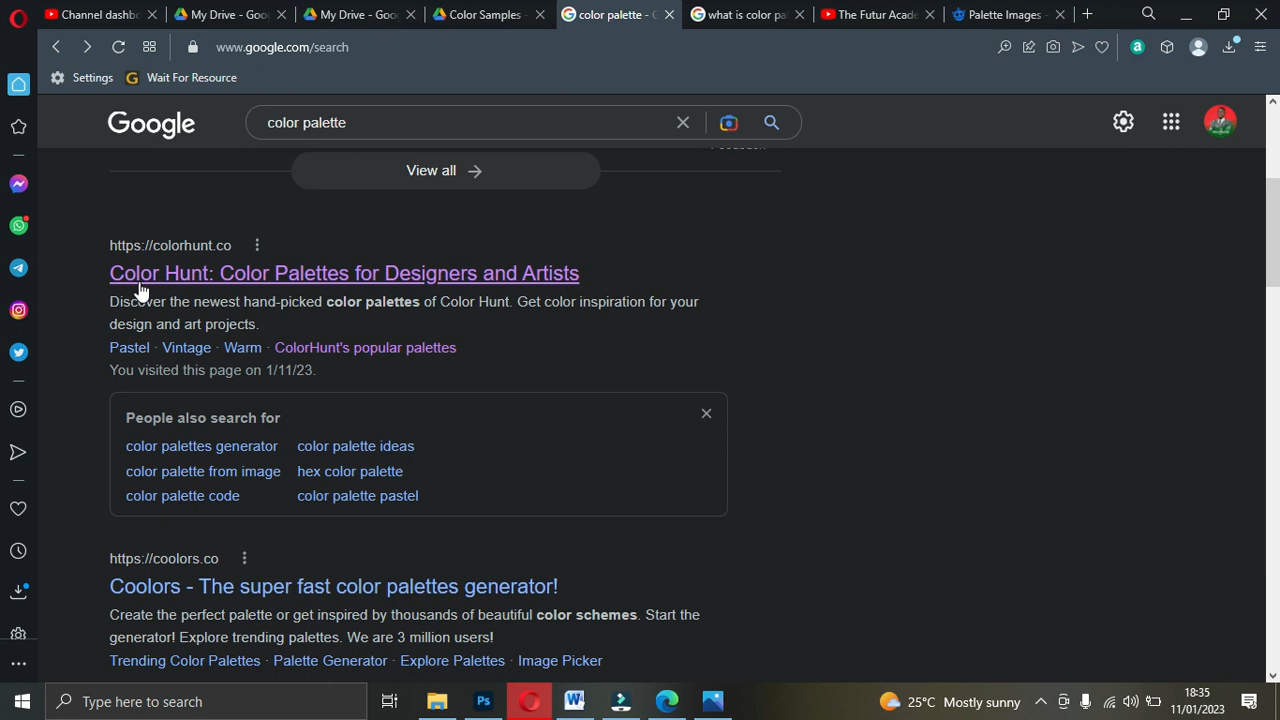 Channel dashb
My Drive - Goo
My Drive - Goo
Color Samples -
color palette - G
what is color pa
The Futur Acade
Palette Images -
www.google.com/search
Settings
Wait For Resource
Google
color palette
View all
https://colorhunt.co
Color Hunt: Color Palettes for Designers and Artists
Discover the newest hand-picked color palettes of Color Hunt. Get color inspiration for your
design and art projects.
Pastel · Vintage · Warm · ColorHunt's popular palettes
You visited this page on 1/11/23.
People also search for
color palettes generator color palette ideas
color palette from image hex color palette
color palette code color palette pastel
https://coolors.co
Coolors - The super fast color palettes generator!
Create the perfect palette or get inspired by thousands of beautiful color schemes. Start the
generator! Explore trending palettes. We are 3 million users!
Trending Color Palettes · Palette Generator · Explore Palettes · Image Picker
Type here to search
Ps
25°C Mostly sunny
18:35
11/01/2023